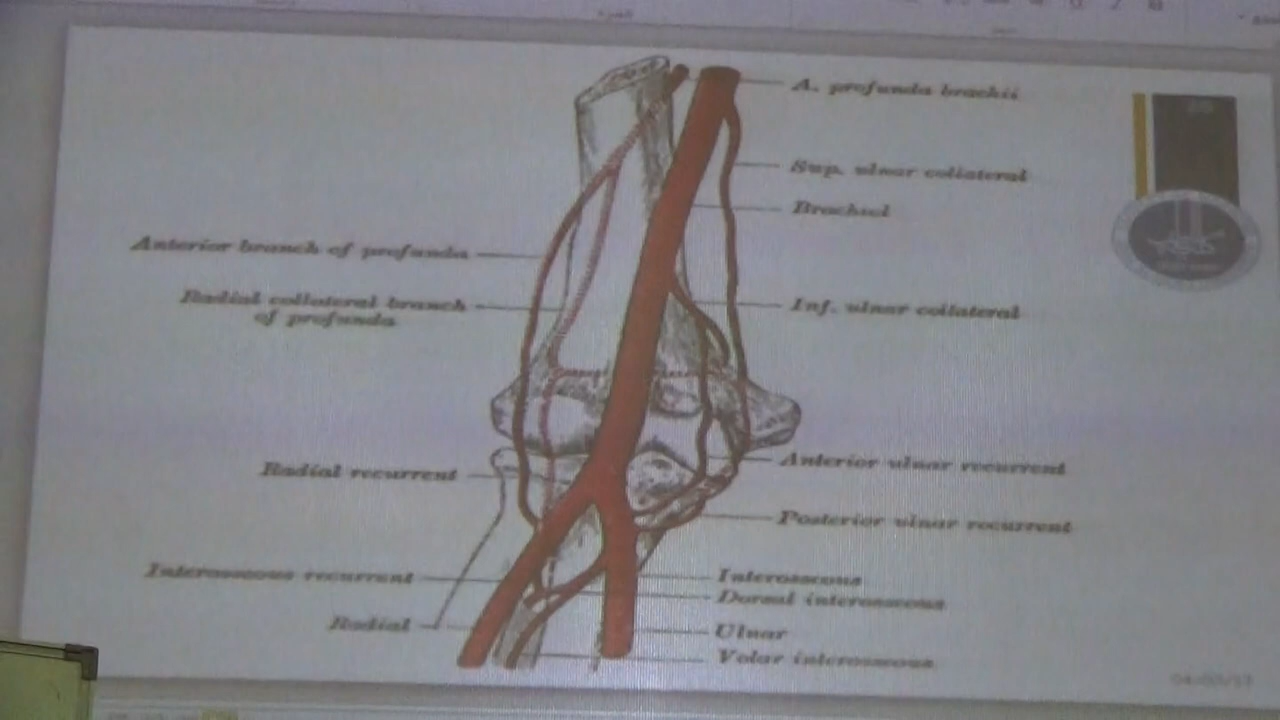 A. profunda brachii
Sup. ulnar collateral
Brachial
Anterior branch of profunda
Radial collateral branch
of profunda
Inf. ulnar collateral
Radial recurrent
Anterior ulnar recurrent
Posterior ulnar recurrent
Interosseous recurrent
Interosseous
Dorsal interosseous
Radial
Ulnar
Volar interosseous